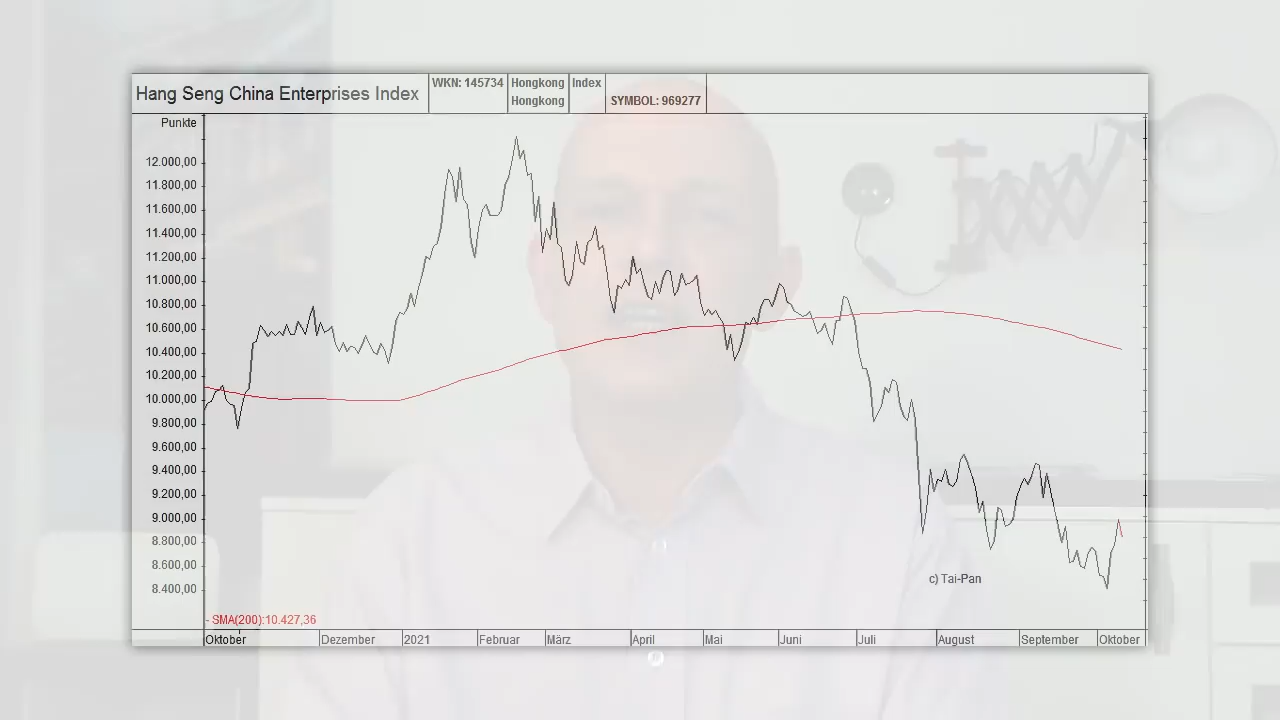 Hang Seng China Enterprises Index
WKN: 145734
Hongkong
Hongkong
Index
SYMBOL: 969277
Punkte
12.000,00
11.800,00
11.600,00
11.400,00
11.200,00
11.000,00
10.800,00
10.600,00
10.400,00
10.200,00
10.000,00
9.800,00
9.600,00
9.400,00
9.200,00
9.000,00
8.800,00
8.600,00
8.400,00
c) Tai-Pan
- SMA(200):10.427,36
Oktober Dezember 2021 Februar März April Mai Juni Juli August September Oktober